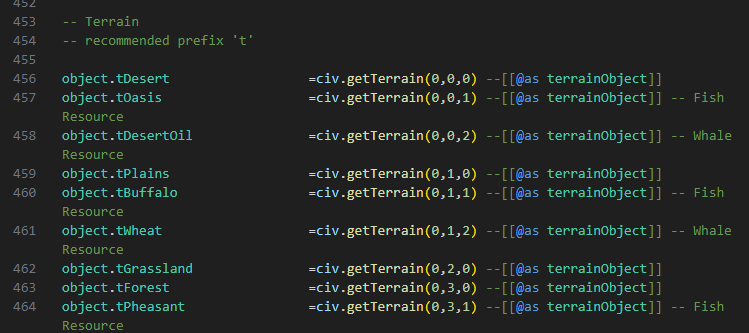 452
453 -- Terrain
454 -- recommended prefix 't'
455
456 object.tDesert =civ.getTerrain(0,0,0) --[[@as terrainObject]]
457 object.tOasis =civ.getTerrain(0,0,1) --[[@as terrainObject]] -- Fish
Resource
458 object.tDesertOil =civ.getTerrain(0,0,2) --[[@as terrainObject]] -- Whale
Resource
459 object.tPlains =civ.getTerrain(0,1,0) --[[@as terrainObject]]
460 object.tBuffalo =civ.getTerrain(0,1,1) --[[@as terrainObject]] -- Fish
Resource
461 object.tWheat =civ.getTerrain(0,1,2) --[[@as terrainObject]] -- Whale
Resource
462 object.tGrassland =civ.getTerrain(0,2,0) --[[@as terrainObject]]
463 object.tForest =civ.getTerrain(0,3,0) --[[@as terrainObject]]
464 object.tPheasant =civ.getTerrain(0,3,1) --[[@as terrainObject]] -- Fish
Resource